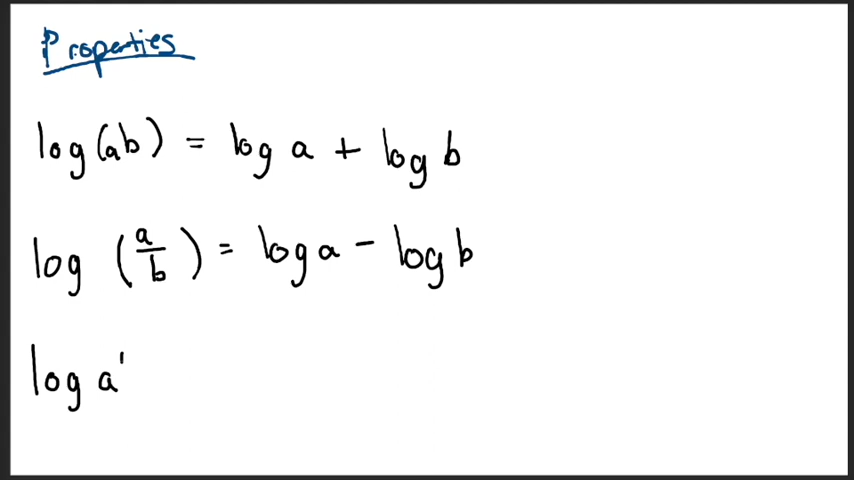 Properties
log(ab) = log a + log b
log (a/b) = log a - log b
log a'